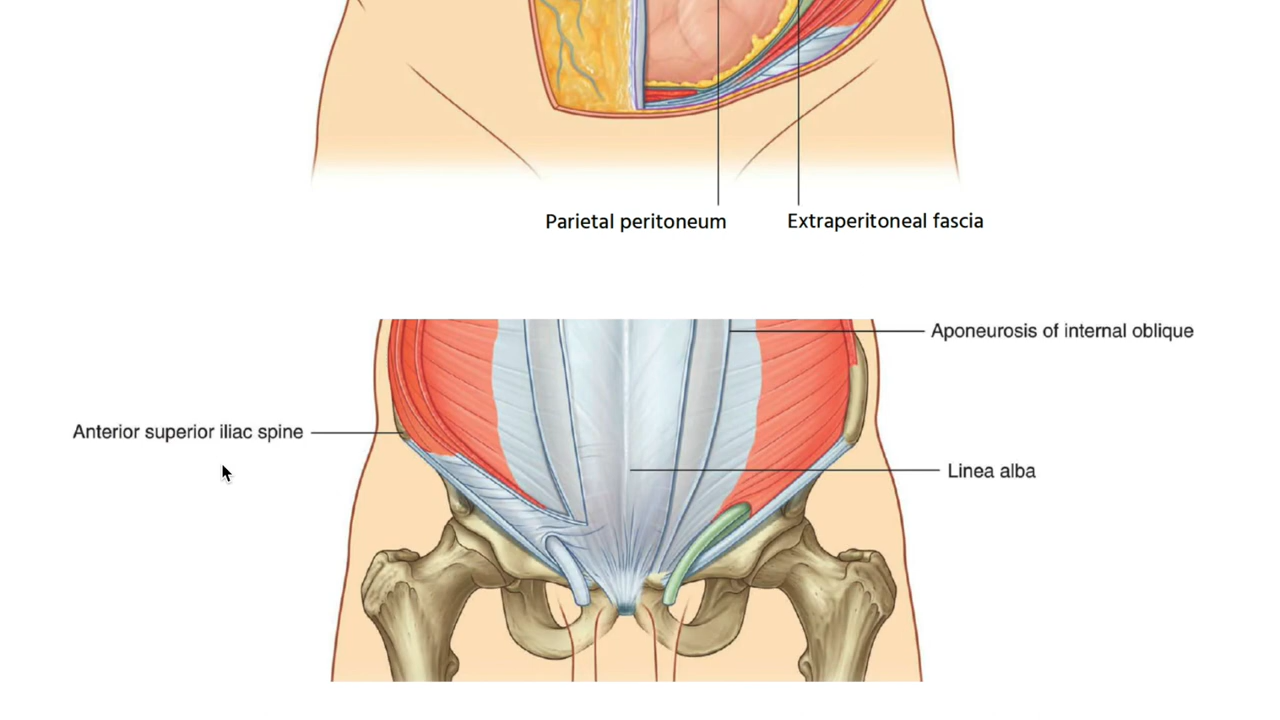 Parietal peritoneum
Extraperitoneal fascia
Aponeurosis of internal oblique
Anterior superior iliac spine
Linea alba